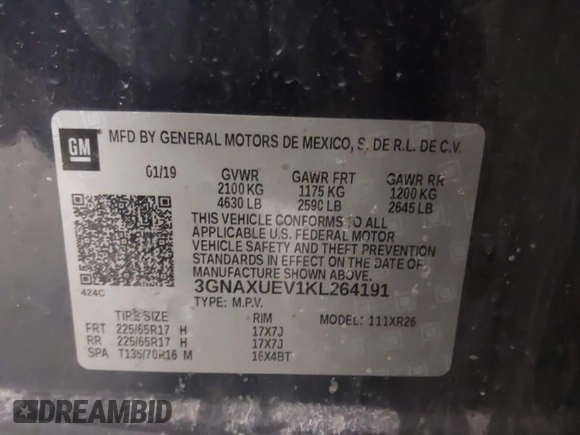 GM
MFD BY GENERAL MOTORS DE MEXICO, S. DE R.L. DE C.V.
01/19 GVWR GAWR FRT GAWR RR
2100 KG 1175 KG 1200 KG
4630 LB 2590 LB 2645 LB
THIS VEHICLE CONFORMS TO ALL
APPLICABLE U.S. FEDERAL MOTOR
VEHICLE SAFETY AND THEFT PREVENTION
STANDARDS IN EFFECT ON THE DATE OF
MANUFACTURE SHOWN ABOVE.
424C
3GNAXUEV1KL264191
TYPE: M.P.V.
TIRE SIZE RIM MODEL: 111XR26
FRT 225/65R17 H 17X7J
RR 225/65R17 H 17X7J
SPA T135/70R16 M 16X4BT
DREAMBID